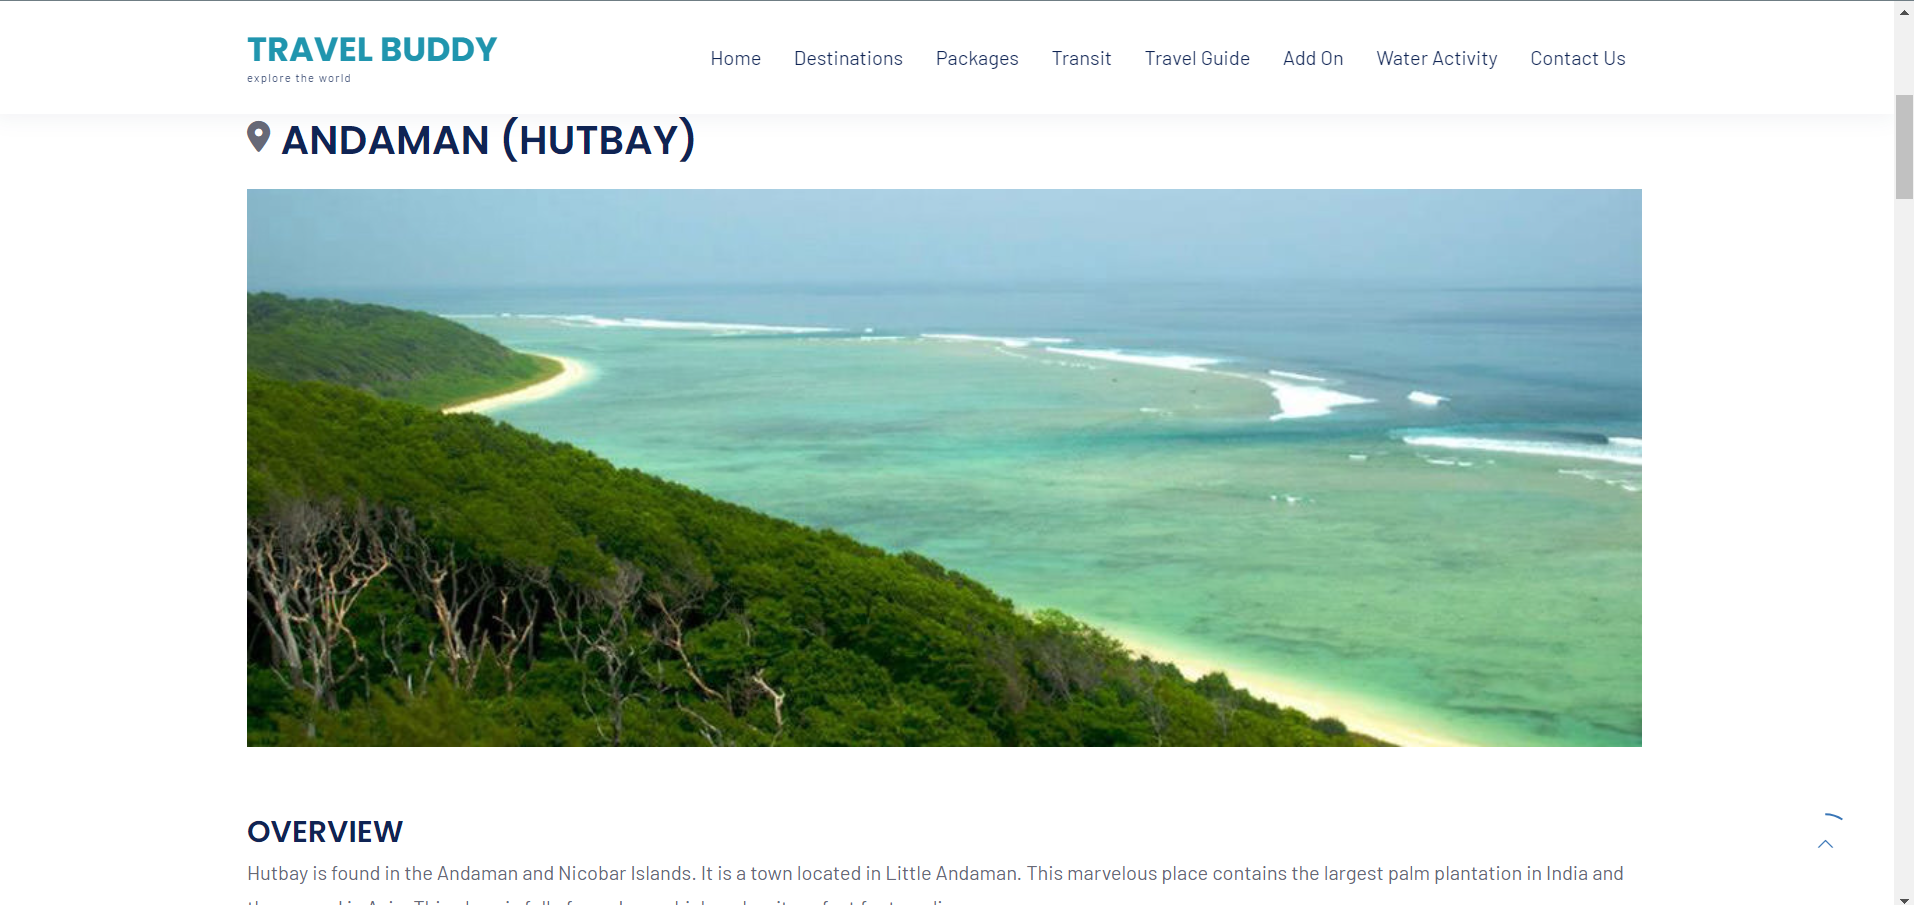 TRAVEL BUDDY
explore the world
Home Destinations Packages Transit Travel Guide Add On Water Activity Contact Us
ANDAMAN (HUTBAY)
OVERVIEW
Hutbay is found in the Andaman and Nicobar Islands. It is a town located in Little Andaman. This marvelous place contains the largest palm plantation in India and